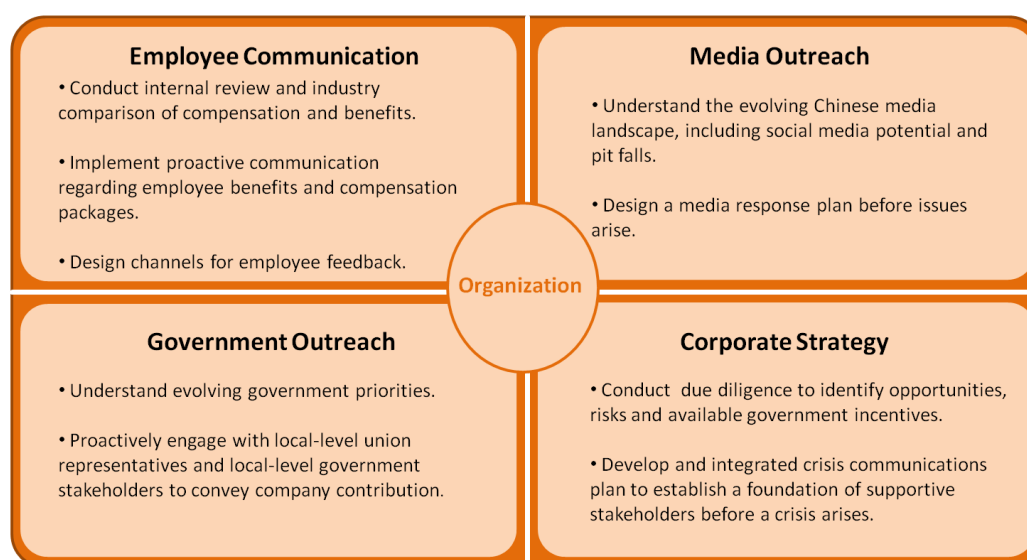 Employee Communication
• Conduct internal review and industry
comparison of compensation and benefits.
• Implement proactive communication
regarding employee benefits and compensation
packages.
• Design channels for employee feedback.
Media Outreach
• Understand the evolving Chinese media
landscape, including social media potential and
pit falls.
• Design a media response plan before issues
arise.
Organization
Government Outreach
• Understand evolving government priorities.
• Proactively engage with local-level union
representatives and local-level government
stakeholders to convey company contribution.
Corporate Strategy
• Conduct due diligence to identify opportunities,
risks and available government incentives.
• Develop and integrated crisis communications
plan to establish a foundation of supportive
stakeholders before a crisis arises.